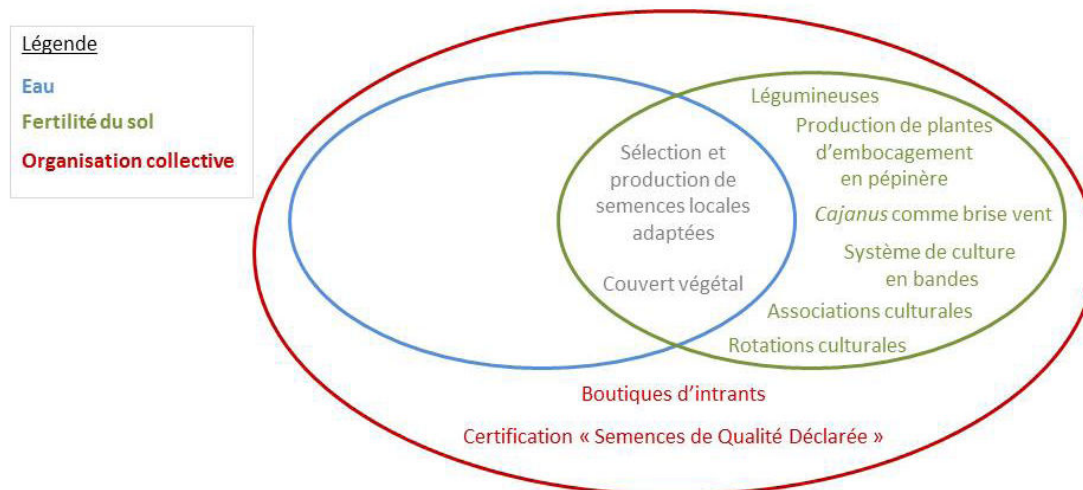 Légende
Eau
Fertilité du sol
Organisation collective
Sélection et
production de
semences locales
adaptées
Couvert végétal
Légumineuses
Production de plantes
d'embocagement
en pépinère
Cajanus comme brise vent
Système de culture
en bandes
Associations culturales
Rotations culturales
Boutiques d'intrants
Certification « Semences de Qualité Déclarée »